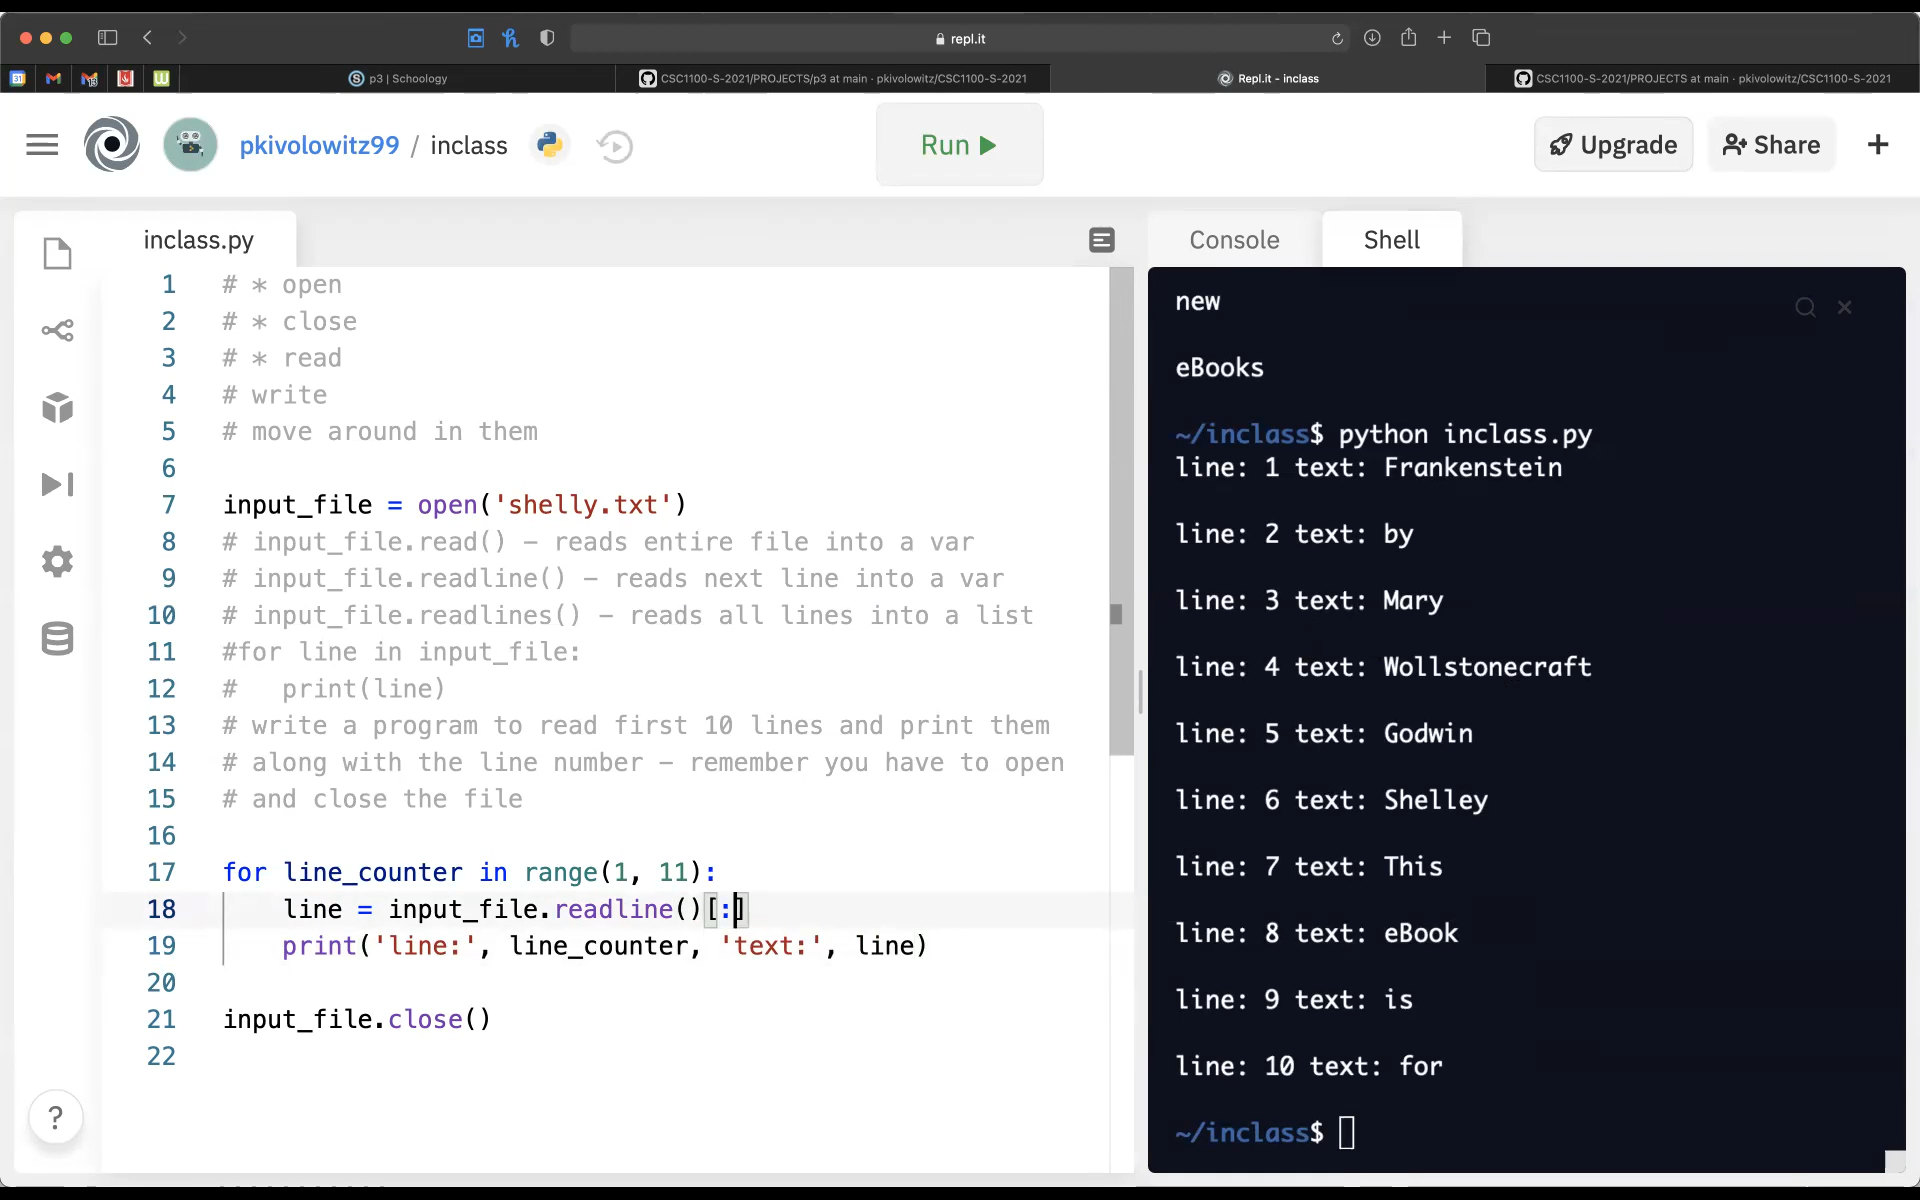 repl.it
31
13
p3 | Schoology
CSC1100-S-2021/PROJECTS/p3 at main · pkivolowitz/CSC1100-S-2021
Repl.it - inclass
CSC1100-S-2021/PROJECTS at main · pkivolowitz/CSC1100-S-2021
pkivolowitz99 / inclass
Run
Upgrade
Share
+
inclass.py
1 # * open
2 # * close
3 # * read
4 # write
5 # move around in them
6
7 input_file = open('shelly.txt')
8 # input_file.read() – reads entire file into a var
9 # input_file.readline() – reads next line into a var
10 # input_file.readlines() – reads all lines into a list
11 #for line in input_file:
12 #   print(line)
13 # write a program to read first 10 lines and print them
14 # along with the line number – remember you have to open
15 # and close the file
16
17 for line_counter in range(1, 11):
18     line = input_file.readline()[:]
19     print('line:', line_counter, 'text:', line)
20
21 input_file.close()
22
?
Console
Shell
new
eBooks
~/inclass$ python inclass.py
line: 1 text: Frankenstein
line: 2 text: by
line: 3 text: Mary
line: 4 text: Wollstonecraft
line: 5 text: Godwin
line: 6 text: Shelley
line: 7 text: This
line: 8 text: eBook
line: 9 text: is
line: 10 text: for
~/inclass$